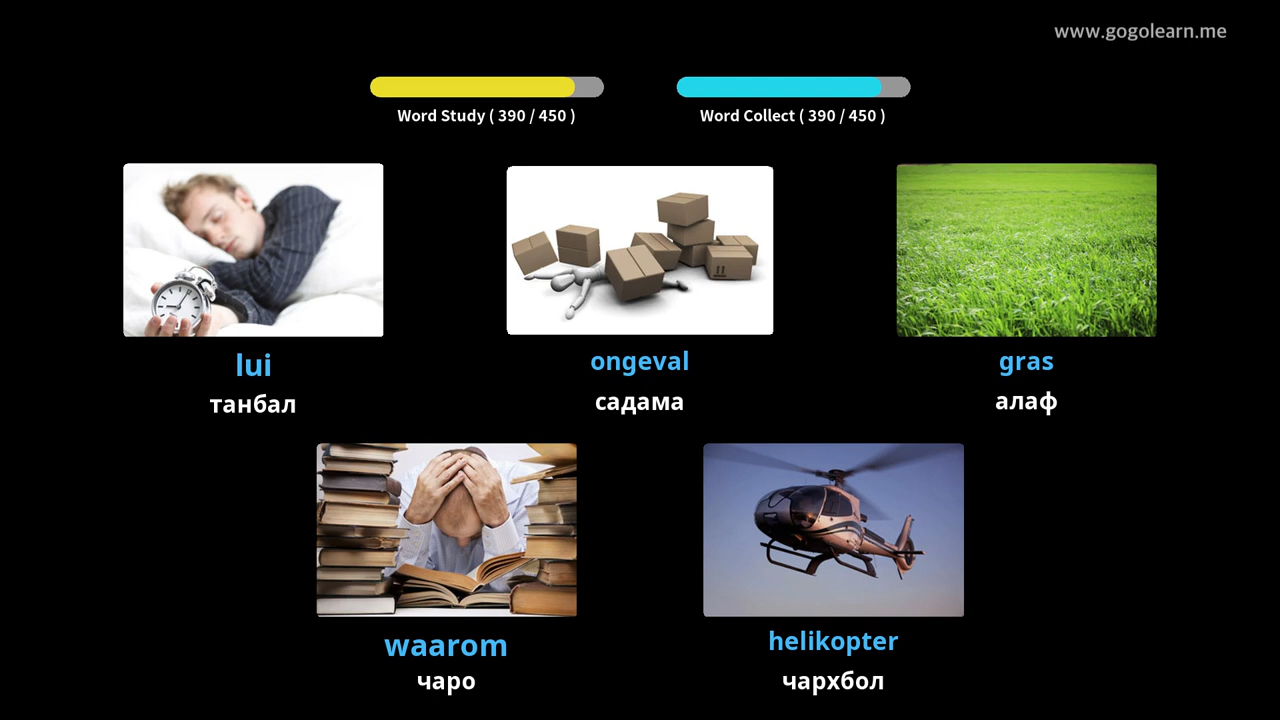 www.gogolearn.me
Word Study ( 390 / 450 )
Word Collect ( 390 / 450 )
lui
танбал
ongeval
садама
gras
алаф
waarom
чаро
helikopter
чархбол